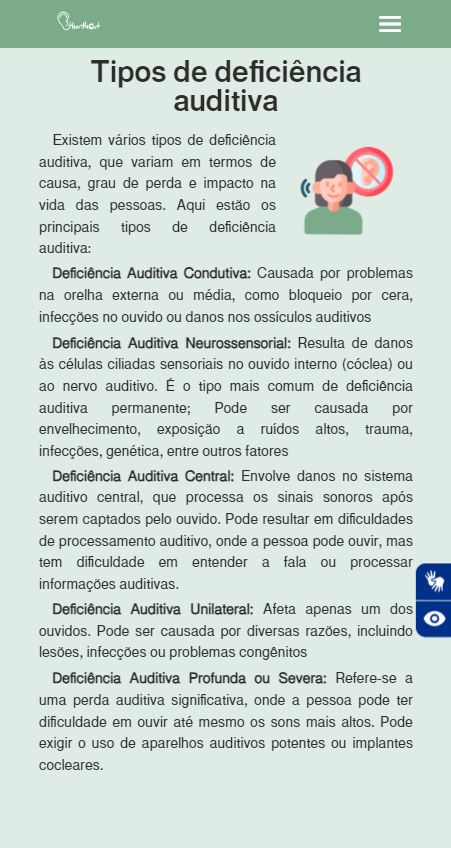 HearHeart
Tipos de deficiência
auditiva
Existem vários tipos de deficiência
auditiva, que variam em termos de
causa, grau de perda e impacto na
vida das pessoas. Aqui estão os
principais tipos de deficiência
auditiva:
Deficiência Auditiva Condutiva: Causada por problemas
na orelha externa ou média, como bloqueio por cera,
infecções no ouvido ou danos nos ossículos auditivos
Deficiência Auditiva Neurossensorial: Resulta de danos
às células ciliadas sensoriais no ouvido interno (cóclea) ou
ao nervo auditivo. É o tipo mais comum de deficiência
auditiva permanente; Pode ser causada por
envelhecimento, exposição a ruídos altos, trauma,
infecções, genética, entre outros fatores
Deficiência Auditiva Central: Envolve danos no sistema
auditivo central, que processa os sinais sonoros após
serem captados pelo ouvido. Pode resultar em dificuldades
de processamento auditivo, onde a pessoa pode ouvir, mas
tem dificuldade em entender a fala ou processar
informações auditivas.
Deficiência Auditiva Unilateral: Afeta apenas um dos
ouvidos. Pode ser causada por diversas razões, incluindo
lesões, infecções ou problemas congênitos
Deficiência Auditiva Profunda ou Severa: Refere-se a
uma perda auditiva significativa, onde a pessoa pode ter
dificuldade em ouvir até mesmo os sons mais altos. Pode
exigir o uso de aparelhos auditivos potentes ou implantes
cocleares.